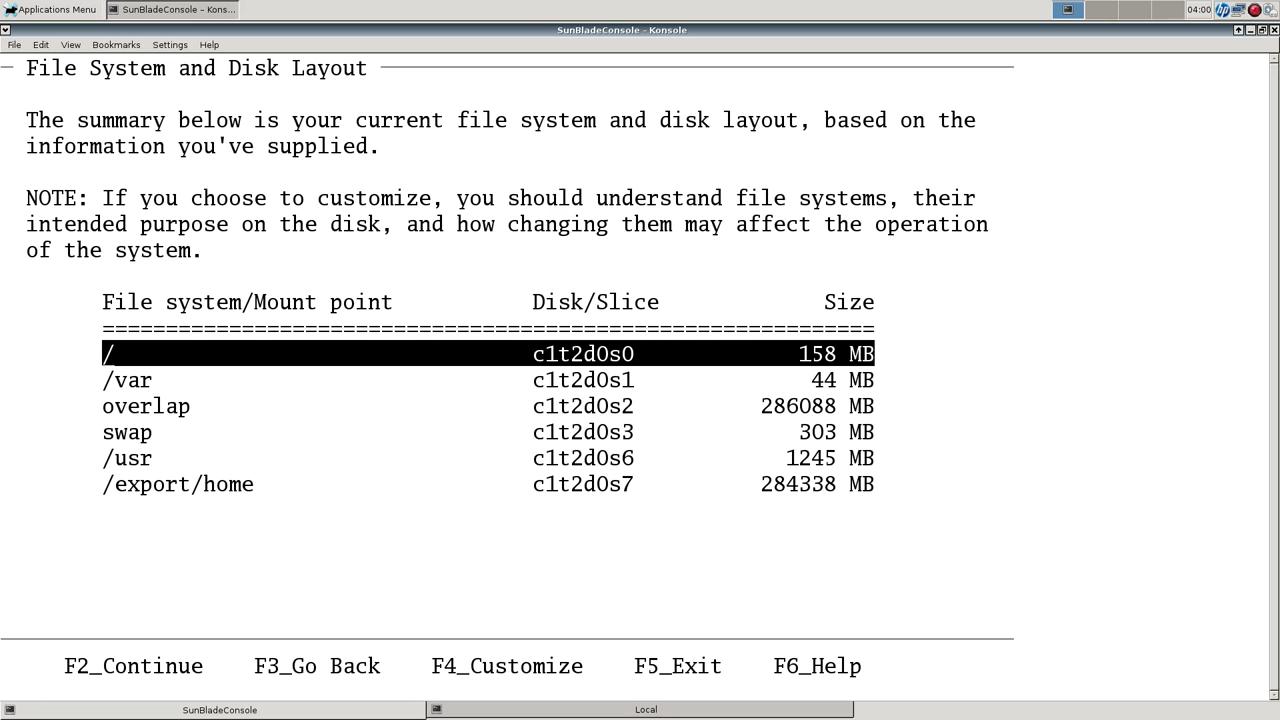 Applications Menu SunBladeConsole – Kons... 04:00
SunBladeConsole – Konsole
File Edit View Bookmarks Settings Help
File System and Disk Layout
The summary below is your current file system and disk layout, based on the
information you've supplied.
NOTE: If you choose to customize, you should understand file systems, their
intended purpose on the disk, and how changing them may affect the operation
of the system.
File system/Mount point Disk/Slice Size
=============================================================
/ c1t2d0s0 158 MB
/var c1t2d0s1 44 MB
overlap c1t2d0s2 286088 MB
swap c1t2d0s3 303 MB
/usr c1t2d0s6 1245 MB
/export/home c1t2d0s7 284338 MB
F2_Continue F3_Go Back F4_Customize F5_Exit F6_Help
SunBladeConsole Local